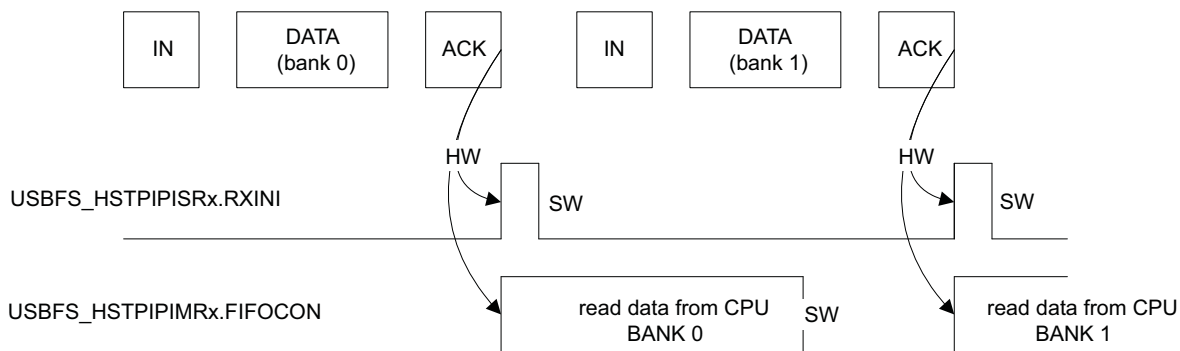 IN
DATA
(bank 0)
ACK
IN
DATA
(bank 1)
ACK
HW
HW
USBFS_HSTPIPISRx.RXINI
SW
SW
USBFS_HSTPIPIMRx.FIFOCON
read data from CPU
BANK 0
SW
read data from CPU
BANK 1